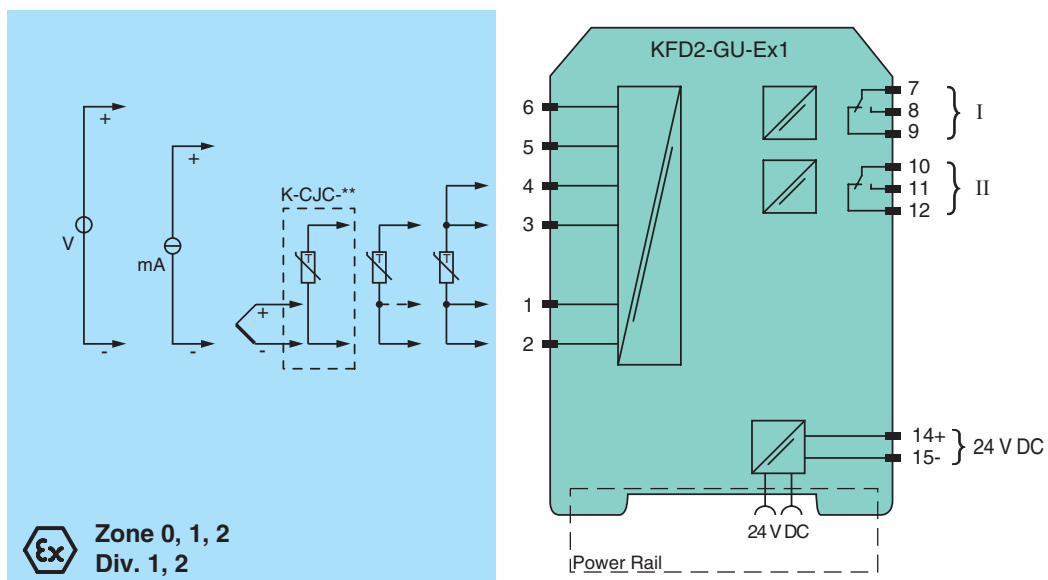 +
V
-
+
mA
-
K-CJC-**
T
T
T
+
-
Ex
Zone 0, 1, 2
Div. 1, 2
KFD2-GU-Ex1
6
5
4
3
1
2
7
8
9
I
10
11
12
II
14+
15-
24 V DC
24 V DC
Power Rail